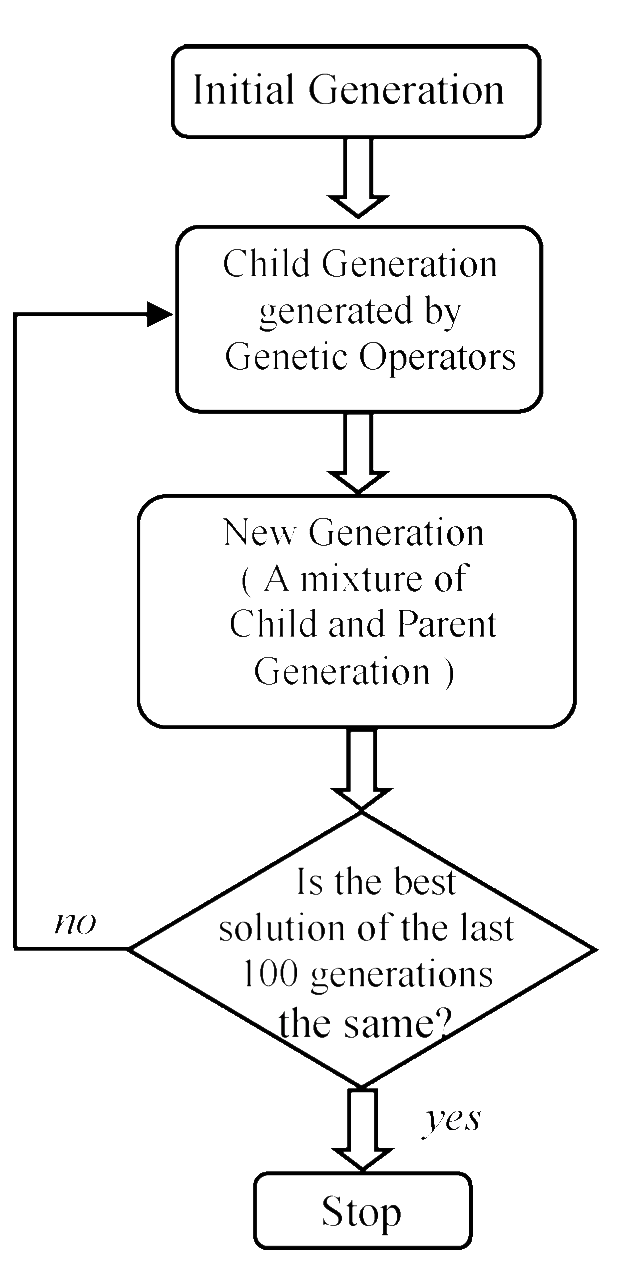 Initial Generation
Child Generation
generated by
Genetic Operators
New Generation
( A mixture of
Child and Parent
Generation )
Is the best
solution of the last
100 generations
the same?
no
yes
Stop